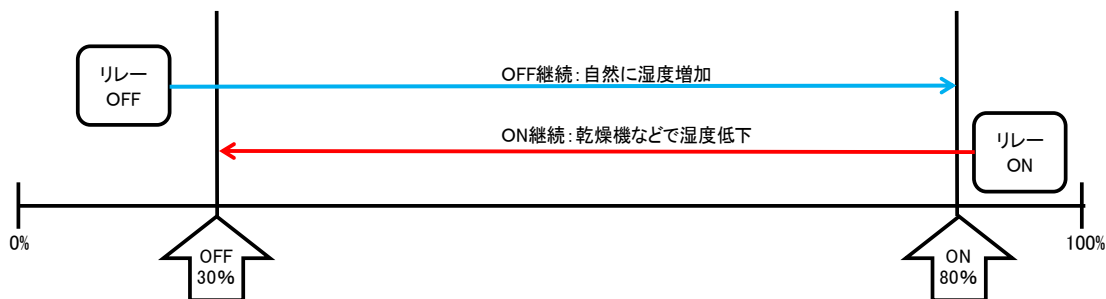 リレー
OFF
OFF継続：自然に湿度増加
ON継続：乾燥機などで湿度低下
リレー
ON
0%
100%
OFF
30%
ON
80%